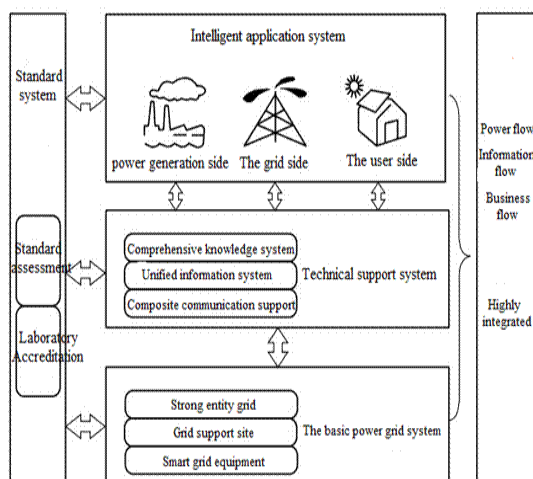 Standard
system
Standard
assessment
Laboratory
Accreditation
Intelligent application system
power generation side
The grid side
The user side
Comprehensive knowledge system
Unified information system
Composite communication support
Technical support system
Strong entity grid
Grid support site
Smart grid equipment
The basic power grid system
Power flow
Information
flow
Business
flow
Highly
integrated